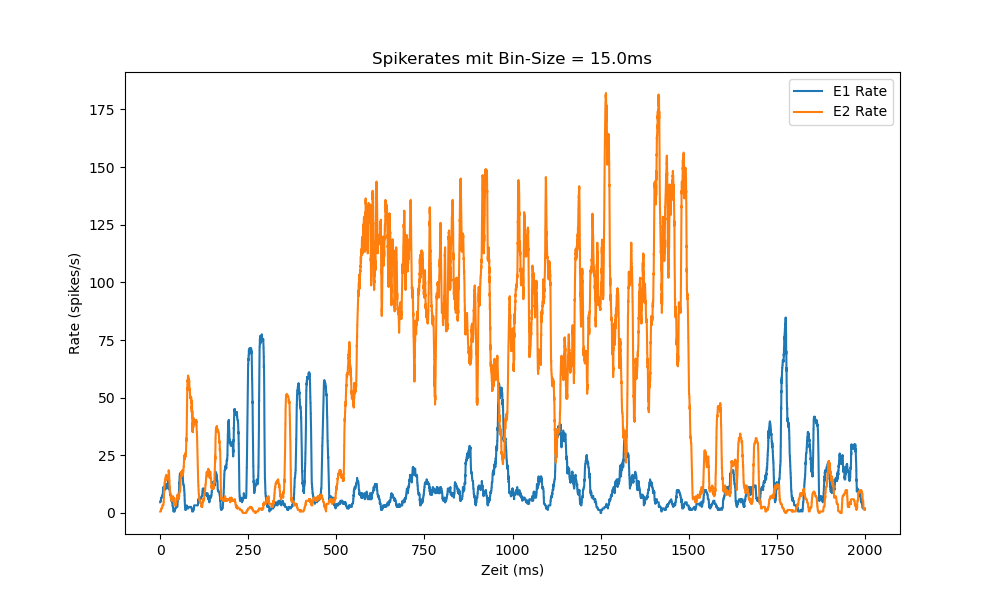 Spikerates mit Bin-Size = 15.0ms
E1 Rate
E2 Rate
175
150
125
100
75
50
25
0
Rate (spikes/s)
0 250 500 750 1000 1250 1500 1750 2000
Zeit (ms)